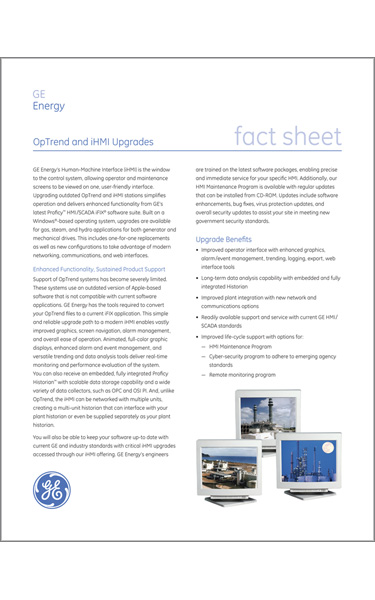 GE
Energy
OpTrend and iHMI Upgrades
fact sheet
GE Energy's Human-Machine Interface (HMI) is the window
to the control system, allowing operator and maintenance
screens to be viewed on one, user-friendly interface.
Upgrading outdated OpTrend and iHMI stations simplifies
operation and delivers enhanced functionality from GE's
latest Proficy™ HMI/SCADA iFIX® software suite. Built on a
Windows®-based operating system, upgrades are available
for gas, steam, and hydro applications for both generator and
mechanical drives. This includes one-for-one replacements
as well as new configurations to take advantage of modern
networking, communications, and web interfaces.
Enhanced Functionality, Sustained Product Support
Support of OpTrend systems has become severely limited.
These systems use an outdated version of Apple-based
software that is not compatible with current software
applications. GE Energy has the tools required to convert
your OpTrend files to a current iFIX application. This simple
and reliable upgrade path to a modern iHMI enables vastly
improved graphics, screen navigation, alarm management,
and overall ease of operation. Animated, full-color graphic
displays, enhanced alarm and event management, and
versatile trending and data analysis tools deliver real-time
monitoring and performance evaluation of the system.
You can also receive an embedded, fully integrated Proficy
Historian™ with scalable data storage capability and a wide
variety of data collectors, such as OPC and OSI PI. And, unlike
OpTrend, the iHMI can be networked with multiple units,
creating a multi-unit historian that can interface with your
plant historian or even be supplied separately as your plant
historian.
You will also be able to keep your software up-to-date with
current GE and industry standards with critical iHMI upgrades
accessed through our iHMI offering. GE Energy's engineers
are trained on the latest software packages, enabling precise
and immediate service for your specific HMI. Additionally, our
HMI Maintenance Program is available with regular updates
that can be installed from CD-ROM. Updates include software
enhancements, bug fixes, virus protection updates, and
overall security updates to assist your site in meeting new
government security standards.
Upgrade Benefits
• Improved operator interface with enhanced graphics,
alarm/event management, trending, logging, export, web
interface tools
• Long-term data analysis capability with embedded and fully
integrated Historian
• Improved plant integration with new network and
communications options
• Readily available support and service with current GE HMI/
SCADA standards
• Improved life-cycle support with options for:
— HMI Maintenance Program
— Cyber-security program to adhere to emerging agency
standards
— Remote monitoring program
GE